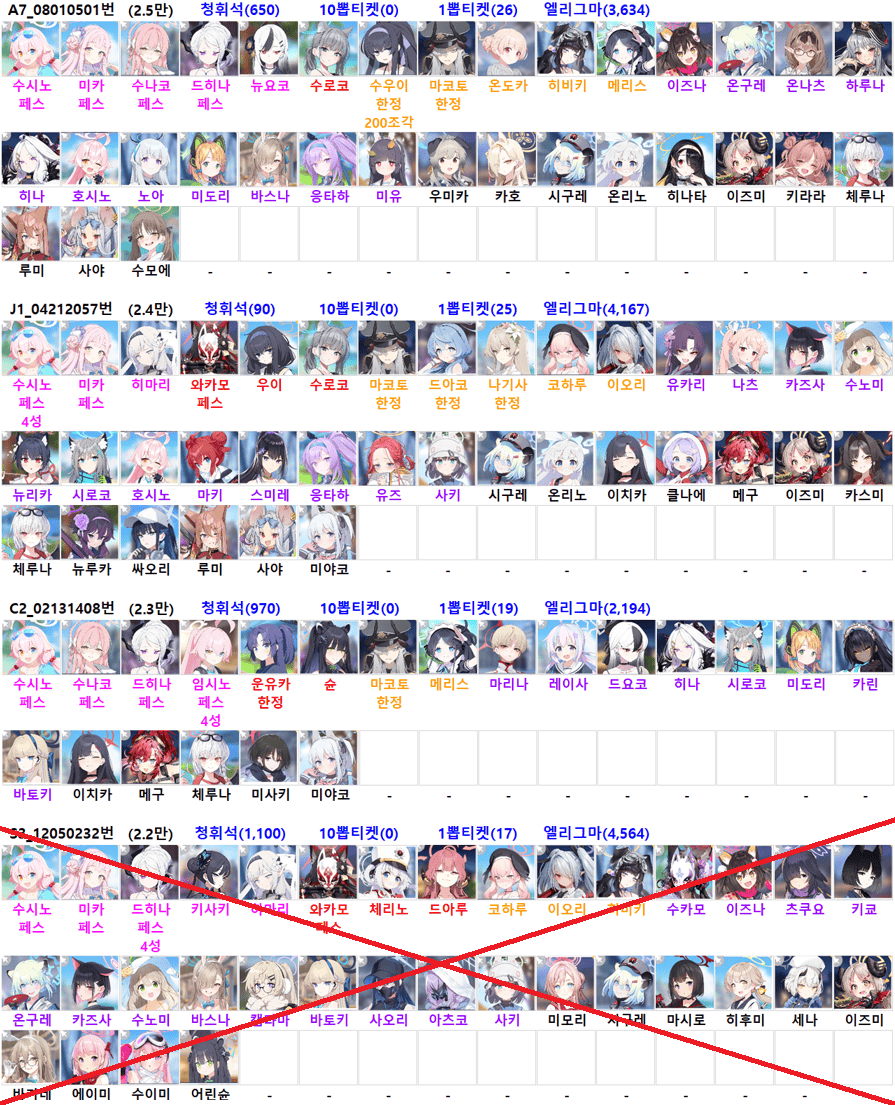 A7_08010501번 (2.5만) 청휘석(650) 10뽑티켓(0) 1뽑티켓(26) 엘리그마(3,634)
수시노 미카 수나코 드히나 뉴요코 수로코 수우이 마코토 온도카 히비키 메리스 이즈나 온구레 온나츠 하루나
페스 페스 페스 페스 한정 한정
200조각
히나 호시노 노아 미도리 바스나 응타하 미유 우미카 카호 시구레 온리노 히나타 이즈미 키라라 체루나
루미 사야 수모에 - - - - - - - - - - - -
J1_04212057번 (2.4만) 청휘석(90) 10뽑티켓(0) 1뽑티켓(25) 엘리그마(4,167)
수시노 미카 히마리 와카모 우이 수로코 마코토 드아코 나기사 코하루 이오리 유카리 나츠 카즈사 수노미
페스 페스 페스 한정 한정 한정
4성
뉴리카 시로코 호시노 마키 스미레 응타하 유즈 사키 시구레 온리노 이치카 클나에 메구 이즈미 카스미
체루나 뉴루카 싸오리 루미 사야 미야코 - - - - - - - - -
C2_02131408번 (2.3만) 청휘석(970) 10뽑티켓(0) 1뽑티켓(19) 엘리그마(2,194)
수시노 수나코 드히나 임시노 운유카 슌 마코토 메리스 마리나 레이사 드요코 히나 시로코 미도리 카린
페스 페스 페스 페스 한정 한정
4성
바토키 이치카 메구 체루나 미사키 미야코 - - - - - - - - -
12050232번 (2.2만) 청휘석(1,100) 10뽑티켓(0) 1뽑티켓(17) 엘리그마(4,564)
수시노 미카 드히나 키사키 와카모 체리노 드아루 코하루 이오리 수카모 이즈나 츠쿠요 키쿄
페스 페스 페스 페스
4성
온구레 카즈사 수노미 바스나 바토키 사오리 아츠코 사키 미모리 시구레 마시로 히후미 세나 이즈미
에이미 수이미 어린슌 - - - - - - - - - -